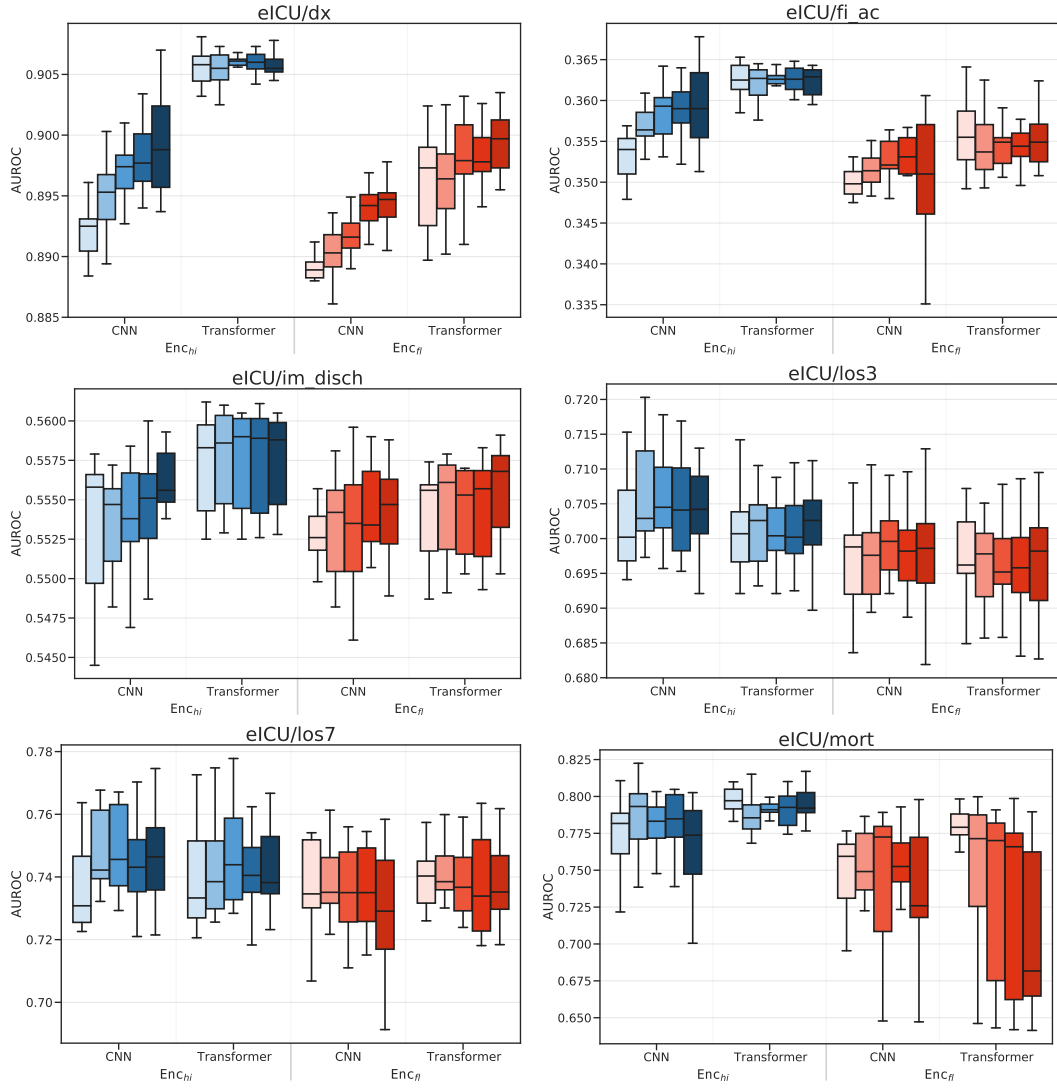 eICU/dx
AUROC
0.905
0.900
0.895
0.890
0.885
CNN Transformer CNN Transformer
Enc_hi Enc_fl
eICU/fi_ac
AUROC
0.365
0.360
0.355
0.350
0.345
0.340
0.335
CNN Transformer CNN Transformer
Enc_hi Enc_fl
eICU/im_disch
AUROC
0.5600
0.5575
0.5550
0.5525
0.5500
0.5475
0.5450
CNN Transformer CNN Transformer
Enc_hi Enc_fl
eICU/los3
AUROC
0.720
0.715
0.710
0.705
0.700
0.695
0.690
0.685
0.680
CNN Transformer CNN Transformer
Enc_hi Enc_fl
eICU/los7
AUROC
0.78
0.76
0.74
0.72
0.70
CNN Transformer CNN Transformer
Enc_hi Enc_fl
eICU/mort
AUROC
0.825
0.800
0.775
0.750
0.725
0.700
0.675
0.650
CNN Transformer CNN Transformer
Enc_hi Enc_fl